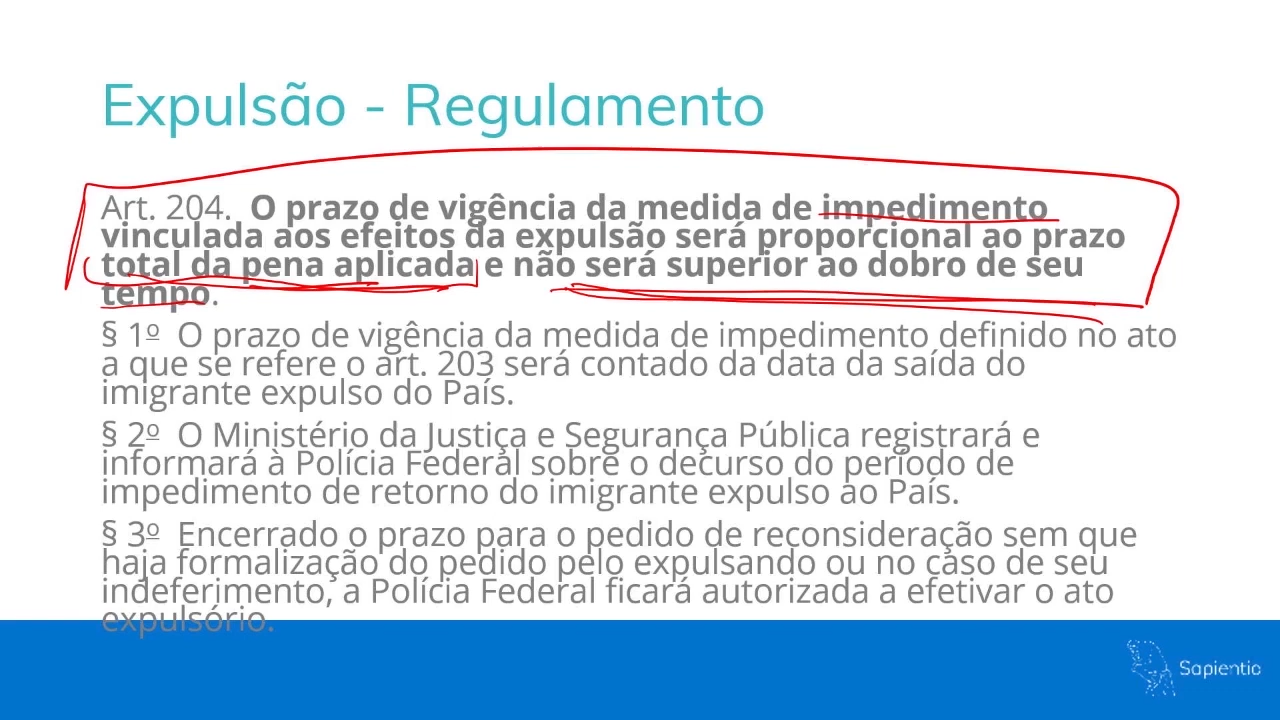 Expulsão - Regulamento
Art. 204.  O prazo de vigência da medida de impedimento
vinculada aos efeitos da expulsão será proporcional ao prazo
total da pena aplicada e não será superior ao dobro de seu
tempo.
§ 1º  O prazo de vigência da medida de impedimento definido no ato
a que se refere o art. 203 será contado da data da saída do
imigrante expulso do País.
§ 2º  O Ministério da Justiça e Segurança Pública registrará e
informará à Polícia Federal sobre o decurso do período de
impedimento de retorno do imigrante expulso ao País.
§ 3º  Encerrado o prazo para o pedido de reconsideração sem que
haja formalização do pedido pelo expulsando ou no caso de seu
indeferimento, a Polícia Federal ficará autorizada a efetivar o ato
expulsório.
Sapientia